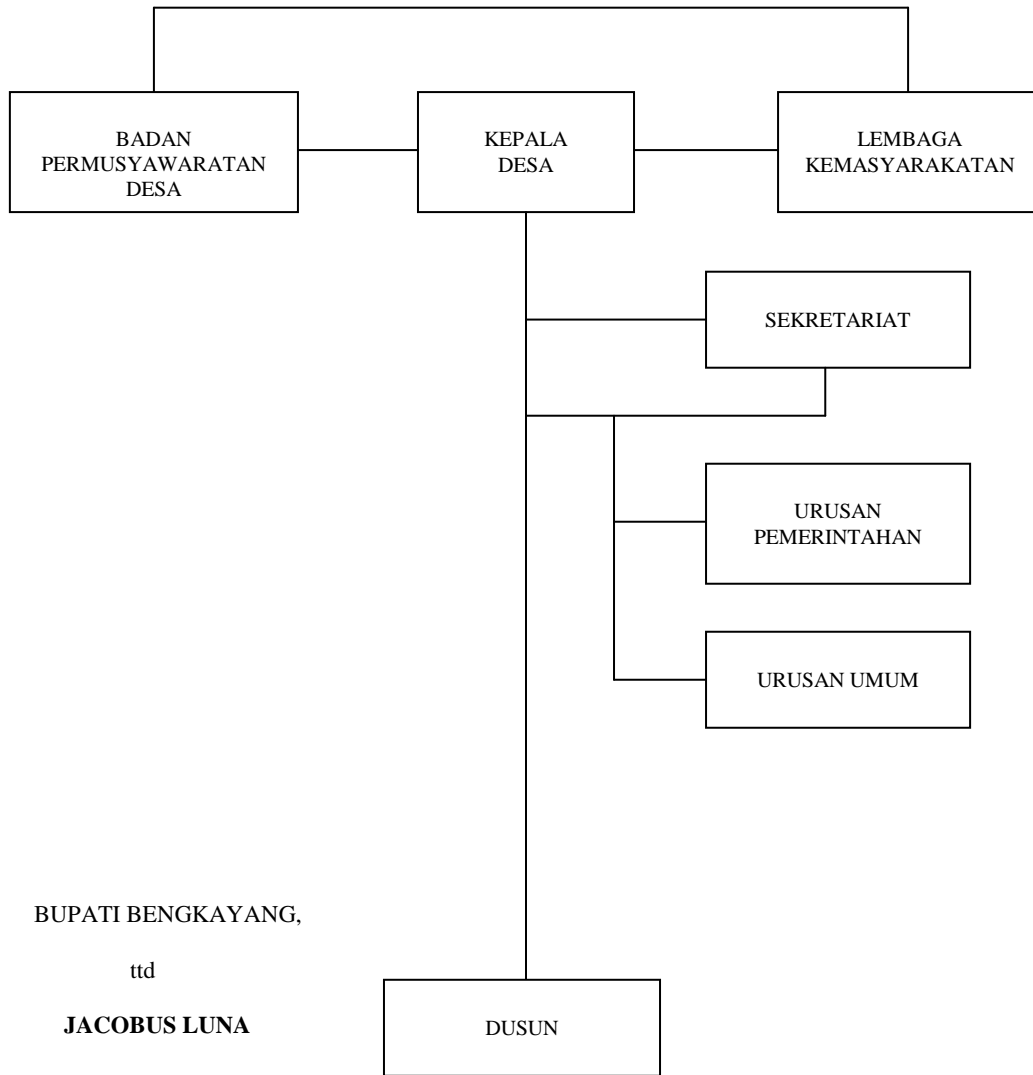 BADAN
PERMUSYAWARATAN
DESA
KEPALA
DESA
LEMBAGA
KEMASYARAKATAN
SEKRETARIAT
URUSAN
PEMERINTAHAN
URUSAN UMUM
BUPATI BENGKAYANG,
ttd
JACOBUS LUNA
DUSUN